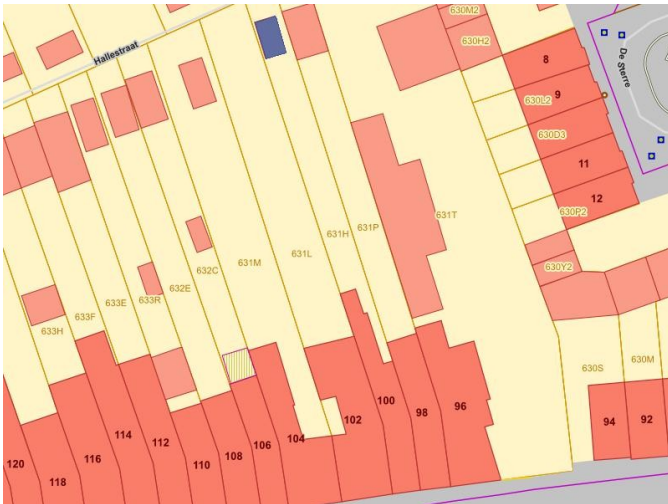 630M2
630H2
Hallestraat
De Sterre
8
9
630L2
630D3
11
12
630P2
631T
631P
631H
631L
631M
632C
632E
633R
633E
633F
633H
630Y2
630S
630M
94
92
96
98
100
102
104
106
108
110
112
114
116
118
120